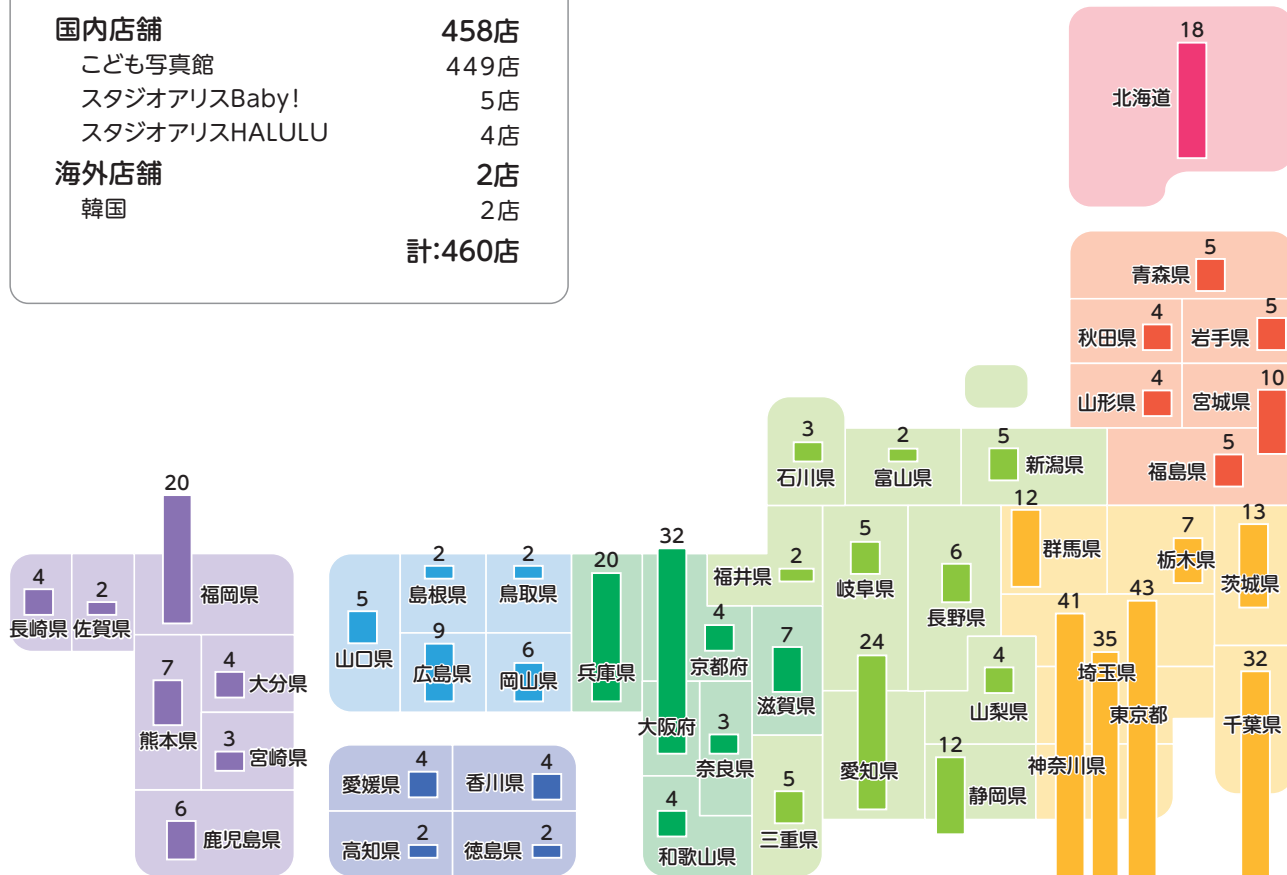 国内店舗 458店
こども写真館 449店
スタジオアリスBaby! 5店
スタジオアリスHALULU 4店
海外店舗 2店
韓国 2店
計:460店
18
北海道
5
青森県
4
秋田県
5
岩手県
4
山形県
10
宮城県
5
福島県
3
石川県
2
富山県
5
新潟県
12
群馬県
7
栃木県
13
茨城県
2
福井県
5
岐阜県
6
長野県
41
神奈川県
35
埼玉県
43
東京都
32
千葉県
4
山梨県
24
愛知県
12
静岡県
5
三重県
7
滋賀県
4
京都府
32
大阪府
20
兵庫県
3
奈良県
4
和歌山県
2
鳥取県
2
島根県
6
岡山県
9
広島県
5
山口県
4
愛媛県
4
香川県
2
高知県
2
徳島県
20
福岡県
2
佐賀県
4
長崎県
7
熊本県
4
大分県
3
宮崎県
6
鹿児島県